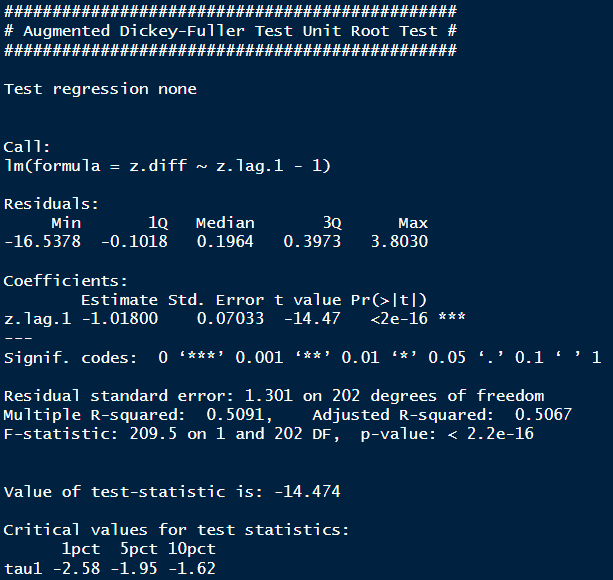 ###############################################
# Augmented Dickey-Fuller Test Unit Root Test #
###############################################
Test regression none
Call:
lm(formula = z.diff ~ z.lag.1 - 1)
Residuals:
Min 1Q Median 3Q Max
-16.5378 -0.1018 0.1964 0.3973 3.8030
Coefficients:
Estimate Std. Error t value Pr(>|t|)
z.lag.1 -1.01800 0.07033 -14.47 <2e-16 ***
---
Signif. codes: 0 ‘***’ 0.001 ‘**’ 0.01 ‘*’ 0.05 ‘.’ 0.1 ‘ ’ 1
Residual standard error: 1.301 on 202 degrees of freedom
Multiple R-squared: 0.5091, Adjusted R-squared: 0.5067
F-statistic: 209.5 on 1 and 202 DF, p-value: < 2.2e-16
Value of test-statistic is: -14.474
Critical values for test statistics:
1pct 5pct 10pct
tau1 -2.58 -1.95 -1.62